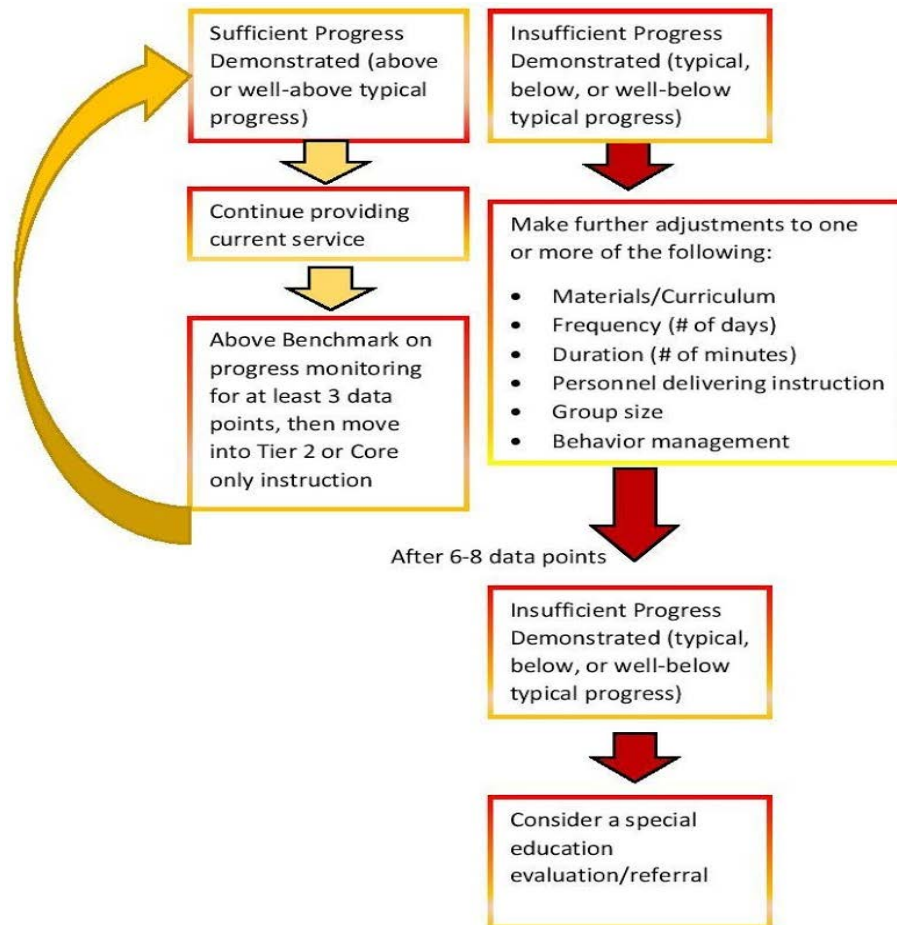 Sufficient Progress
Demonstrated (above
or well-above typical
progress)
Continue providing
current service
Above Benchmark on
progress monitoring
for at least 3 data
points, then move
into Tier 2 or Core
only instruction
Insufficient Progress
Demonstrated (typical,
below, or well-below
typical progress)
Make further adjustments to one
or more of the following:
• Materials/Curriculum
• Frequency (# of days)
• Duration (# of minutes)
• Personnel delivering instruction
• Group size
• Behavior management
After 6-8 data points
Insufficient Progress
Demonstrated (typical,
below, or well-below
typical progress)
Consider a special
education
evaluation/referral